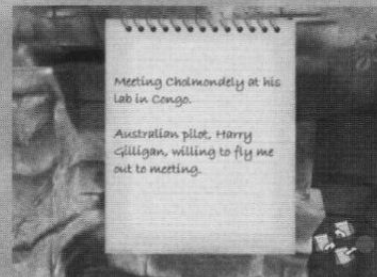 Meeting Cholmondely at his
lab in Congo.
Australian pilot, Harry
Gilligan, willing to fly me
out to meeting.